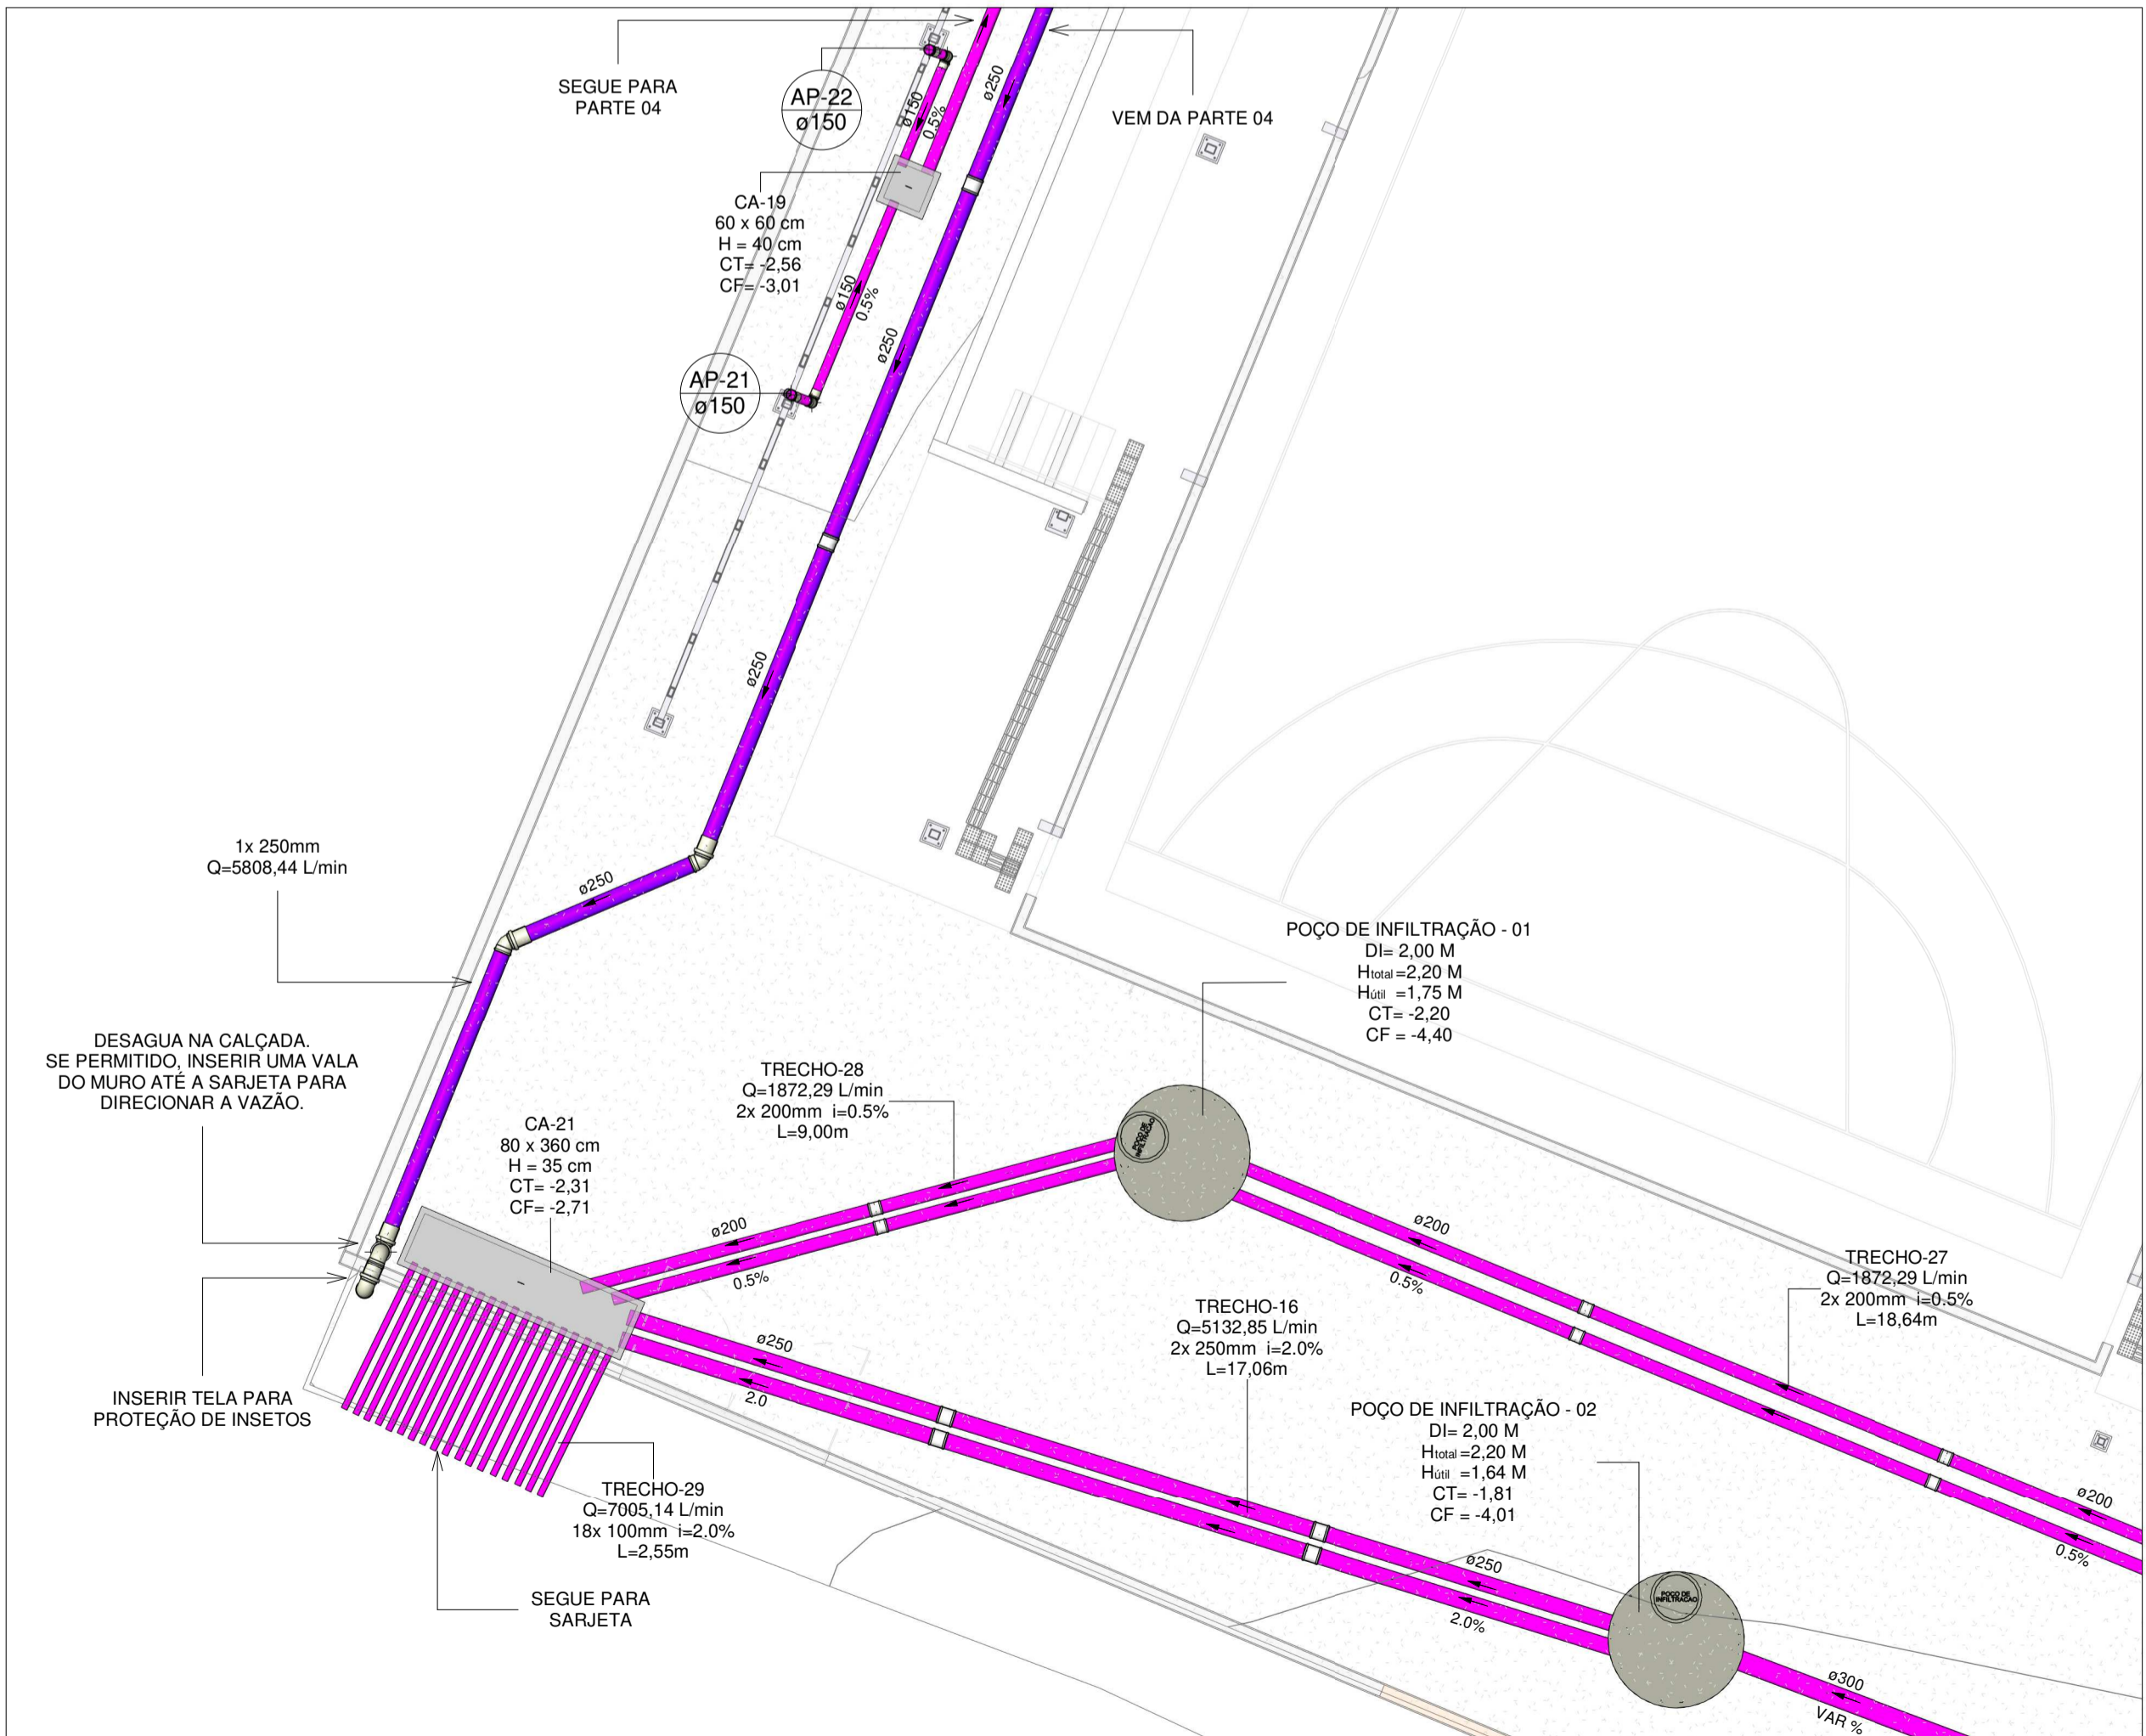 SEGUE PARA
PARTE 04
AP-22
ø150
ø150
0.5%
ø250
VEM DA PARTE 04
CA-19
60 x 60 cm
H = 40 cm
CT= -2,56
CF= -3,01
ø150
0.5%
ø250
AP-21
ø150
ø250
1x 250mm
Q=5808,44 L/min
ø250
POÇO DE INFILTRAÇÃO - 01
DI= 2,00 M
Htotal =2,20 M
Hútil =1,75 M
CT= -2,20
CF = -4,40
DESAGUA NA CALÇADA.
SE PERMITIDO, INSERIR UMA VALA
DO MURO ATÉ A SARJETA PARA
DIRECIONAR A VAZÃO.
TRECHO-28
Q=1872,29 L/min
2x 200mm i=0.5%
L=9,00m
CA-21
80 x 360 cm
H = 35 cm
CT= -2,31
CF= -2,71
POÇO DE
INFILTRACAO
ø200
0.5%
ø200
0.5%
TRECHO-27
Q=1872,29 L/min
2x 200mm i=0.5%
L=18,64m
TRECHO-16
Q=5132,85 L/min
2x 250mm i=2.0%
L=17,06m
ø250
2.0
INSERIR TELA PARA
PROTEÇÃO DE INSETOS
POÇO DE INFILTRAÇÃO - 02
DI= 2,00 M
Htotal =2,20 M
Hútil =1,64 M
CT= -1,81
CF = -4,01
TRECHO-29
Q=7005,14 L/min
18x 100mm i=2.0%
L=2,55m
ø200
0.5%
ø250
2.0%
POÇO DE
INFILTRACAO
SEGUE PARA
SARJETA
ø300
VAR %